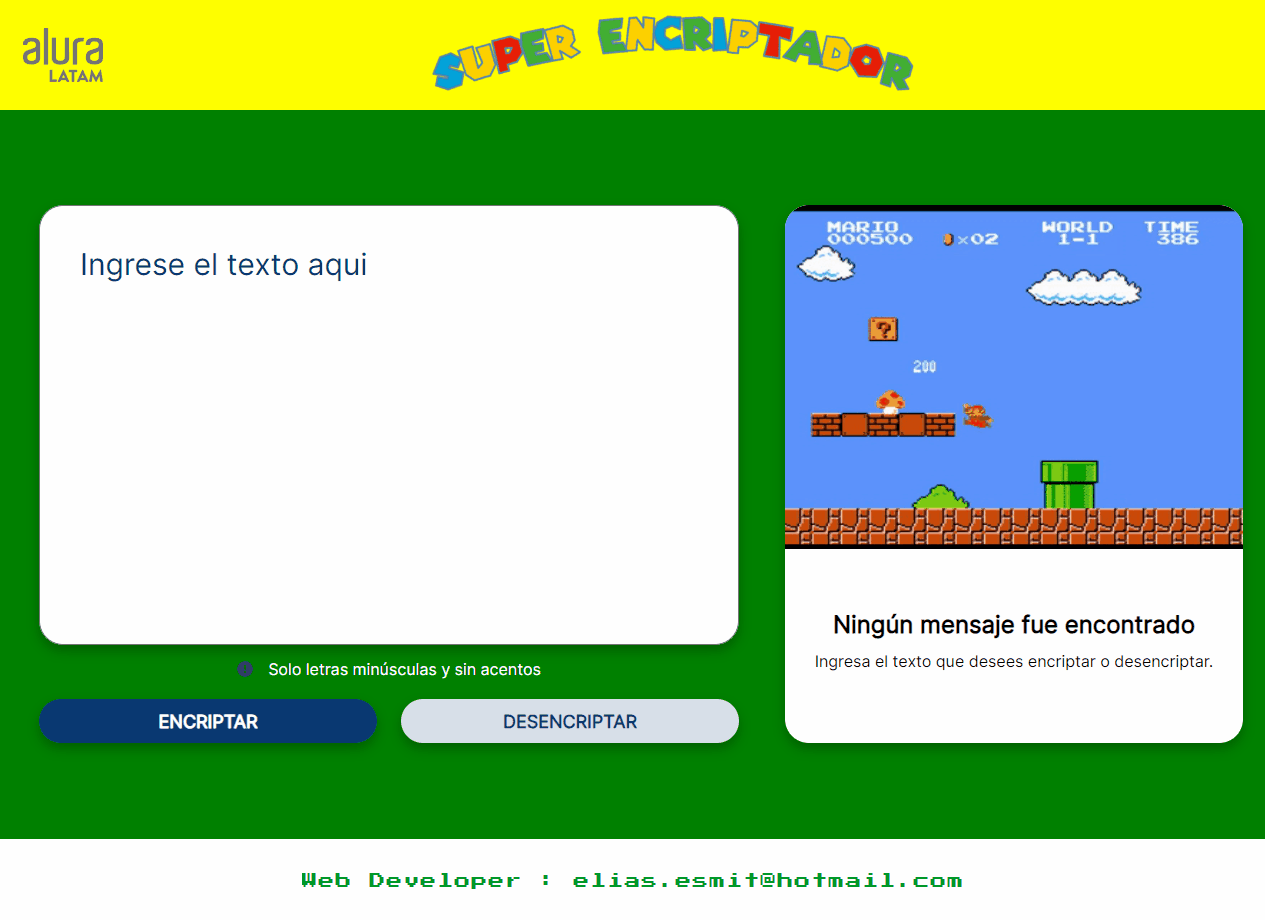 alura
LATAM
SUPER ENCRIPTADOR
Ingrese el texto aqui
Solo letras minúsculas y sin acentos
ENCRIPTAR
DESENCRIPTAR
MARIO WORLD TIME
000500 ×02 1-1 386
?
200
Ningún mensaje fue encontrado
Ingresa el texto que desees encriptar o desencriptar.
Web Developer : elias.esmit@hotmail.com